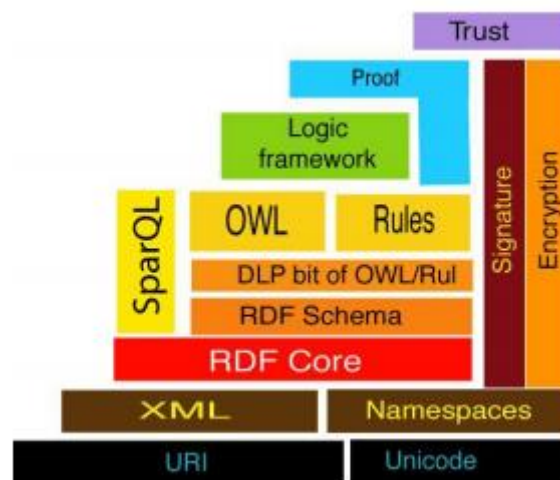 Trust
Proof
Logic
framework
Signature
Encryption
SparQL
OWL
Rules
DLP bit of OWL/Rul
RDF Schema
RDF Core
XML
Namespaces
URI
Unicode